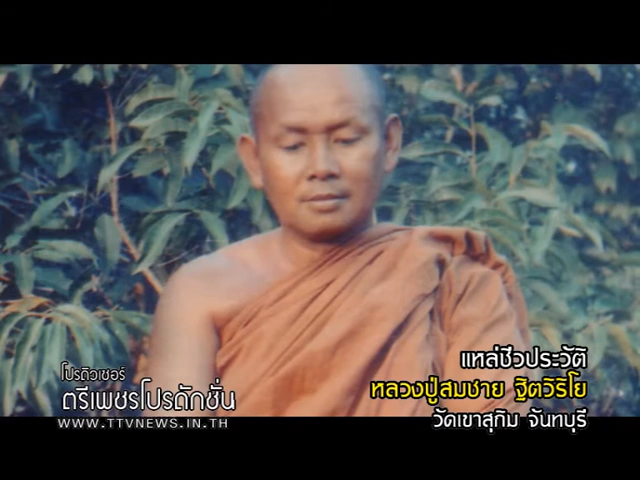 โปรดิวเซอร์
ตรีเพชรโปรดักชั่น
WWW.TTVNEWS.IN.TH
แหล่ชีวประวัติ
หลวงปู่สมชาย ฐิตวิริโย
วัดเขาสุกิม จันทบุรี